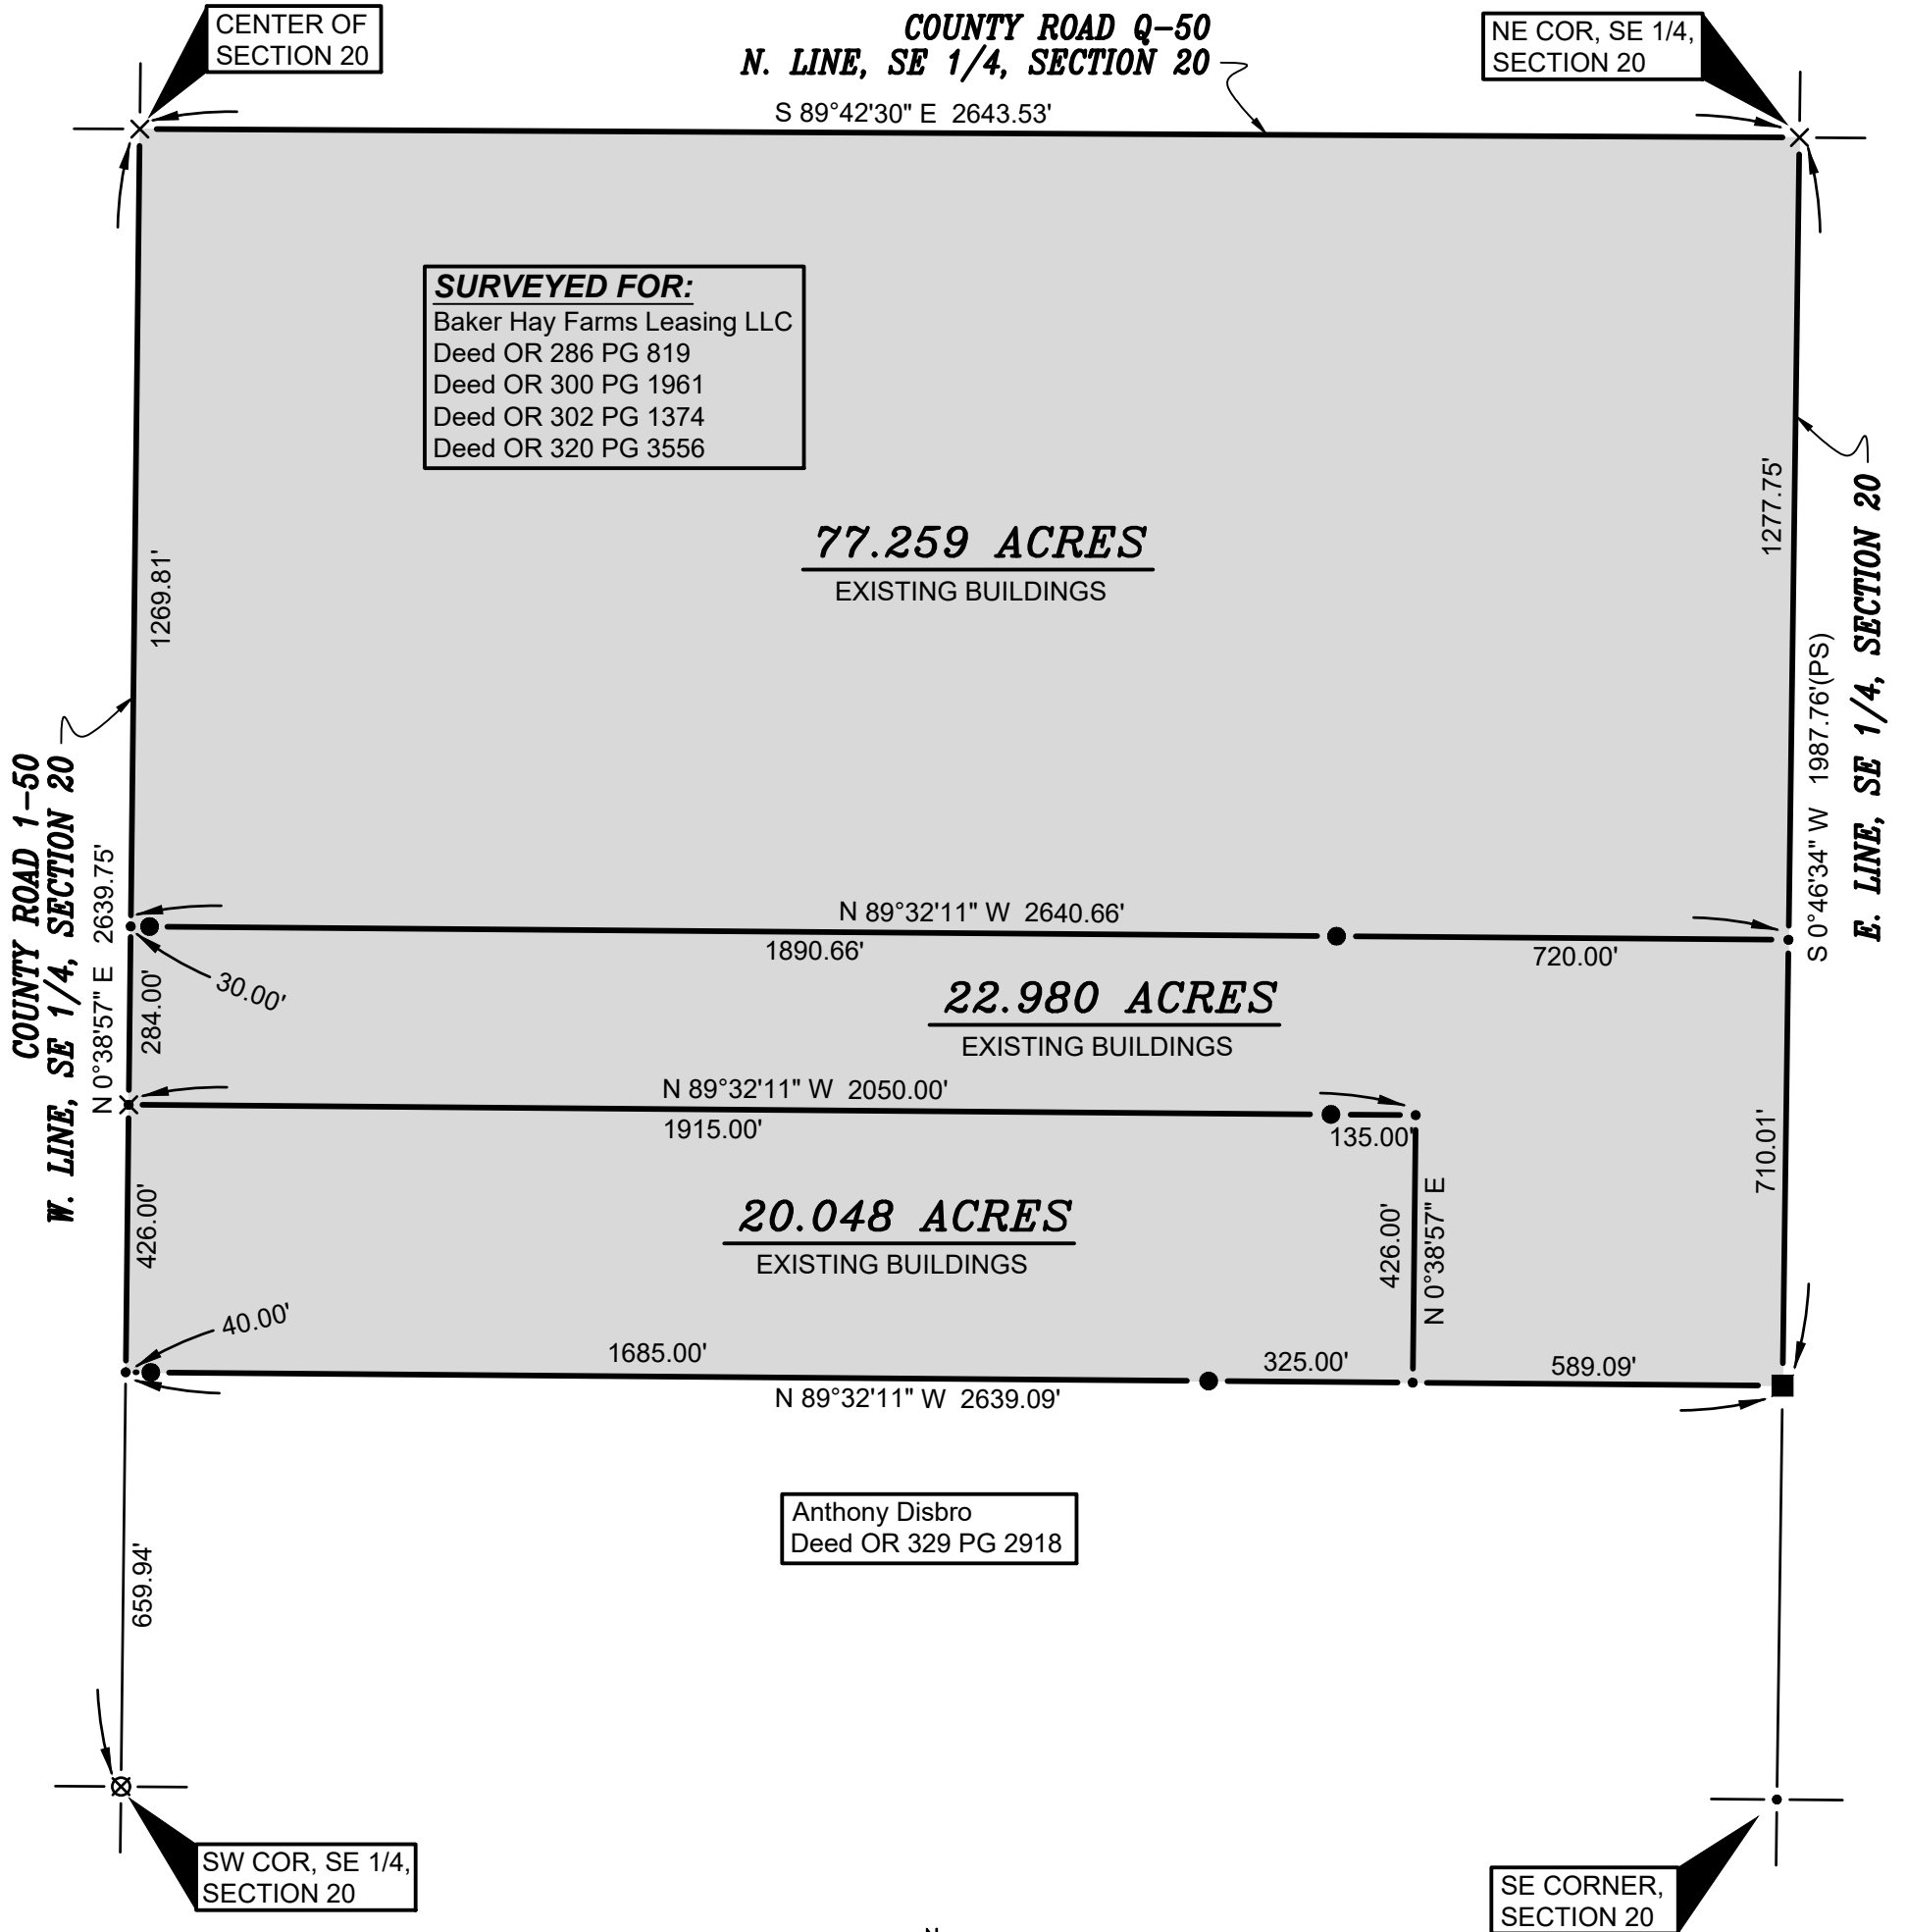 CENTER OF
SECTION 20
COUNTY ROAD Q-50
N. LINE, SE 1/4, SECTION 20
NE COR, SE 1/4,
SECTION 20
S 89°42'30" E 2643.53'
SURVEYED FOR:
Baker Hay Farms Leasing LLC
Deed OR 286 PG 819
Deed OR 300 PG 1961
Deed OR 302 PG 1374
Deed OR 320 PG 3556
77.259 ACRES
EXISTING BUILDINGS
1269.81'
1277.75'
E. LINE, SE 1/4, SECTION 20
S 0°46'34" W 1987.76'(PS)
COUNTY ROAD 1-50
W. LINE, SE 1/4, SECTION 20
N 0°38'57" E 2639.75'
N 89°32'11" W 2640.66'
1890.66'
720.00'
30.00'
284.00'
22.980 ACRES
EXISTING BUILDINGS
N 89°32'11" W 2050.00'
1915.00'
135.00'
710.01'
426.00'
20.048 ACRES
EXISTING BUILDINGS
426.00'
N 0°38'57" E
40.00'
1685.00'
325.00'
589.09'
N 89°32'11" W 2639.09'
Anthony Disbro
Deed OR 329 PG 2918
659.94'
SW COR, SE 1/4,
SECTION 20
SE CORNER,
SECTION 20
N